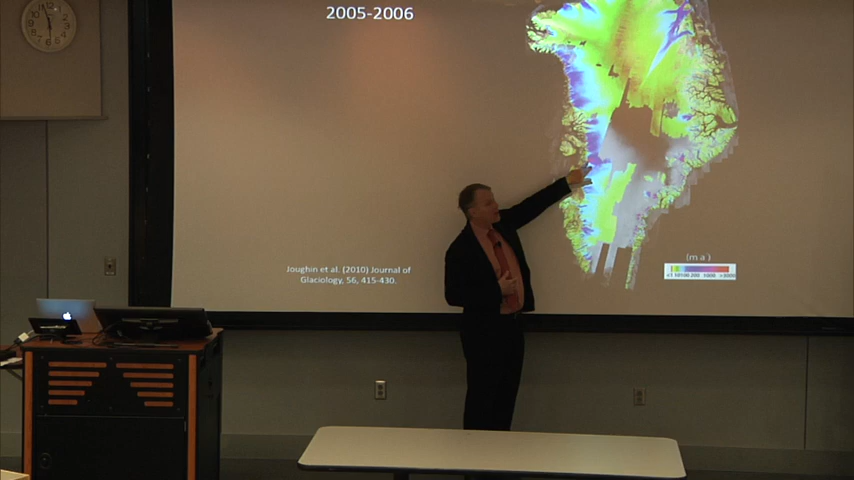 2005-2006
Joughin et al. (2010) Journal of
Glaciology, 56, 415-430.
(m a )